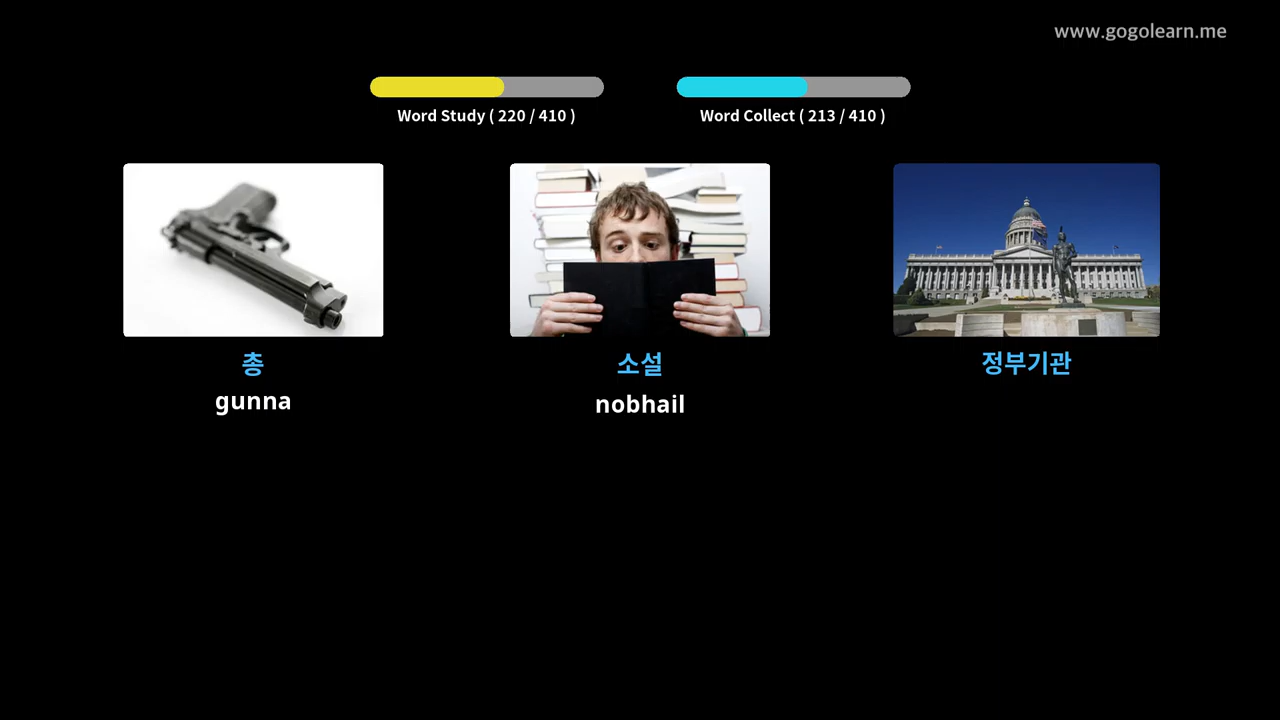 www.gogolearn.me
Word Study ( 220 / 410 )
Word Collect ( 213 / 410 )
총
gunna
소설
nobhail
정부기관